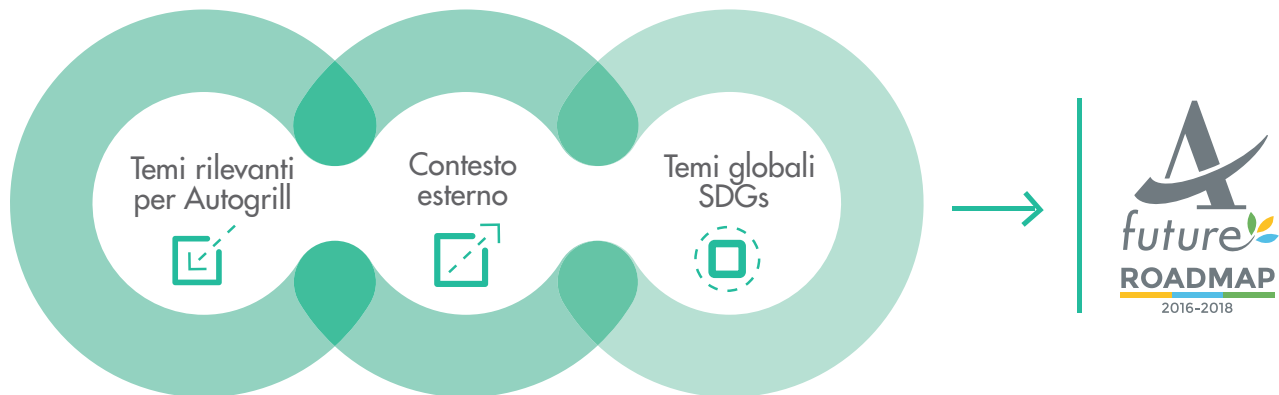 Temi rilevanti
per Autogrill
Contesto
esterno
Temi globali
SDGs
A
future
ROADMAP
2016-2018